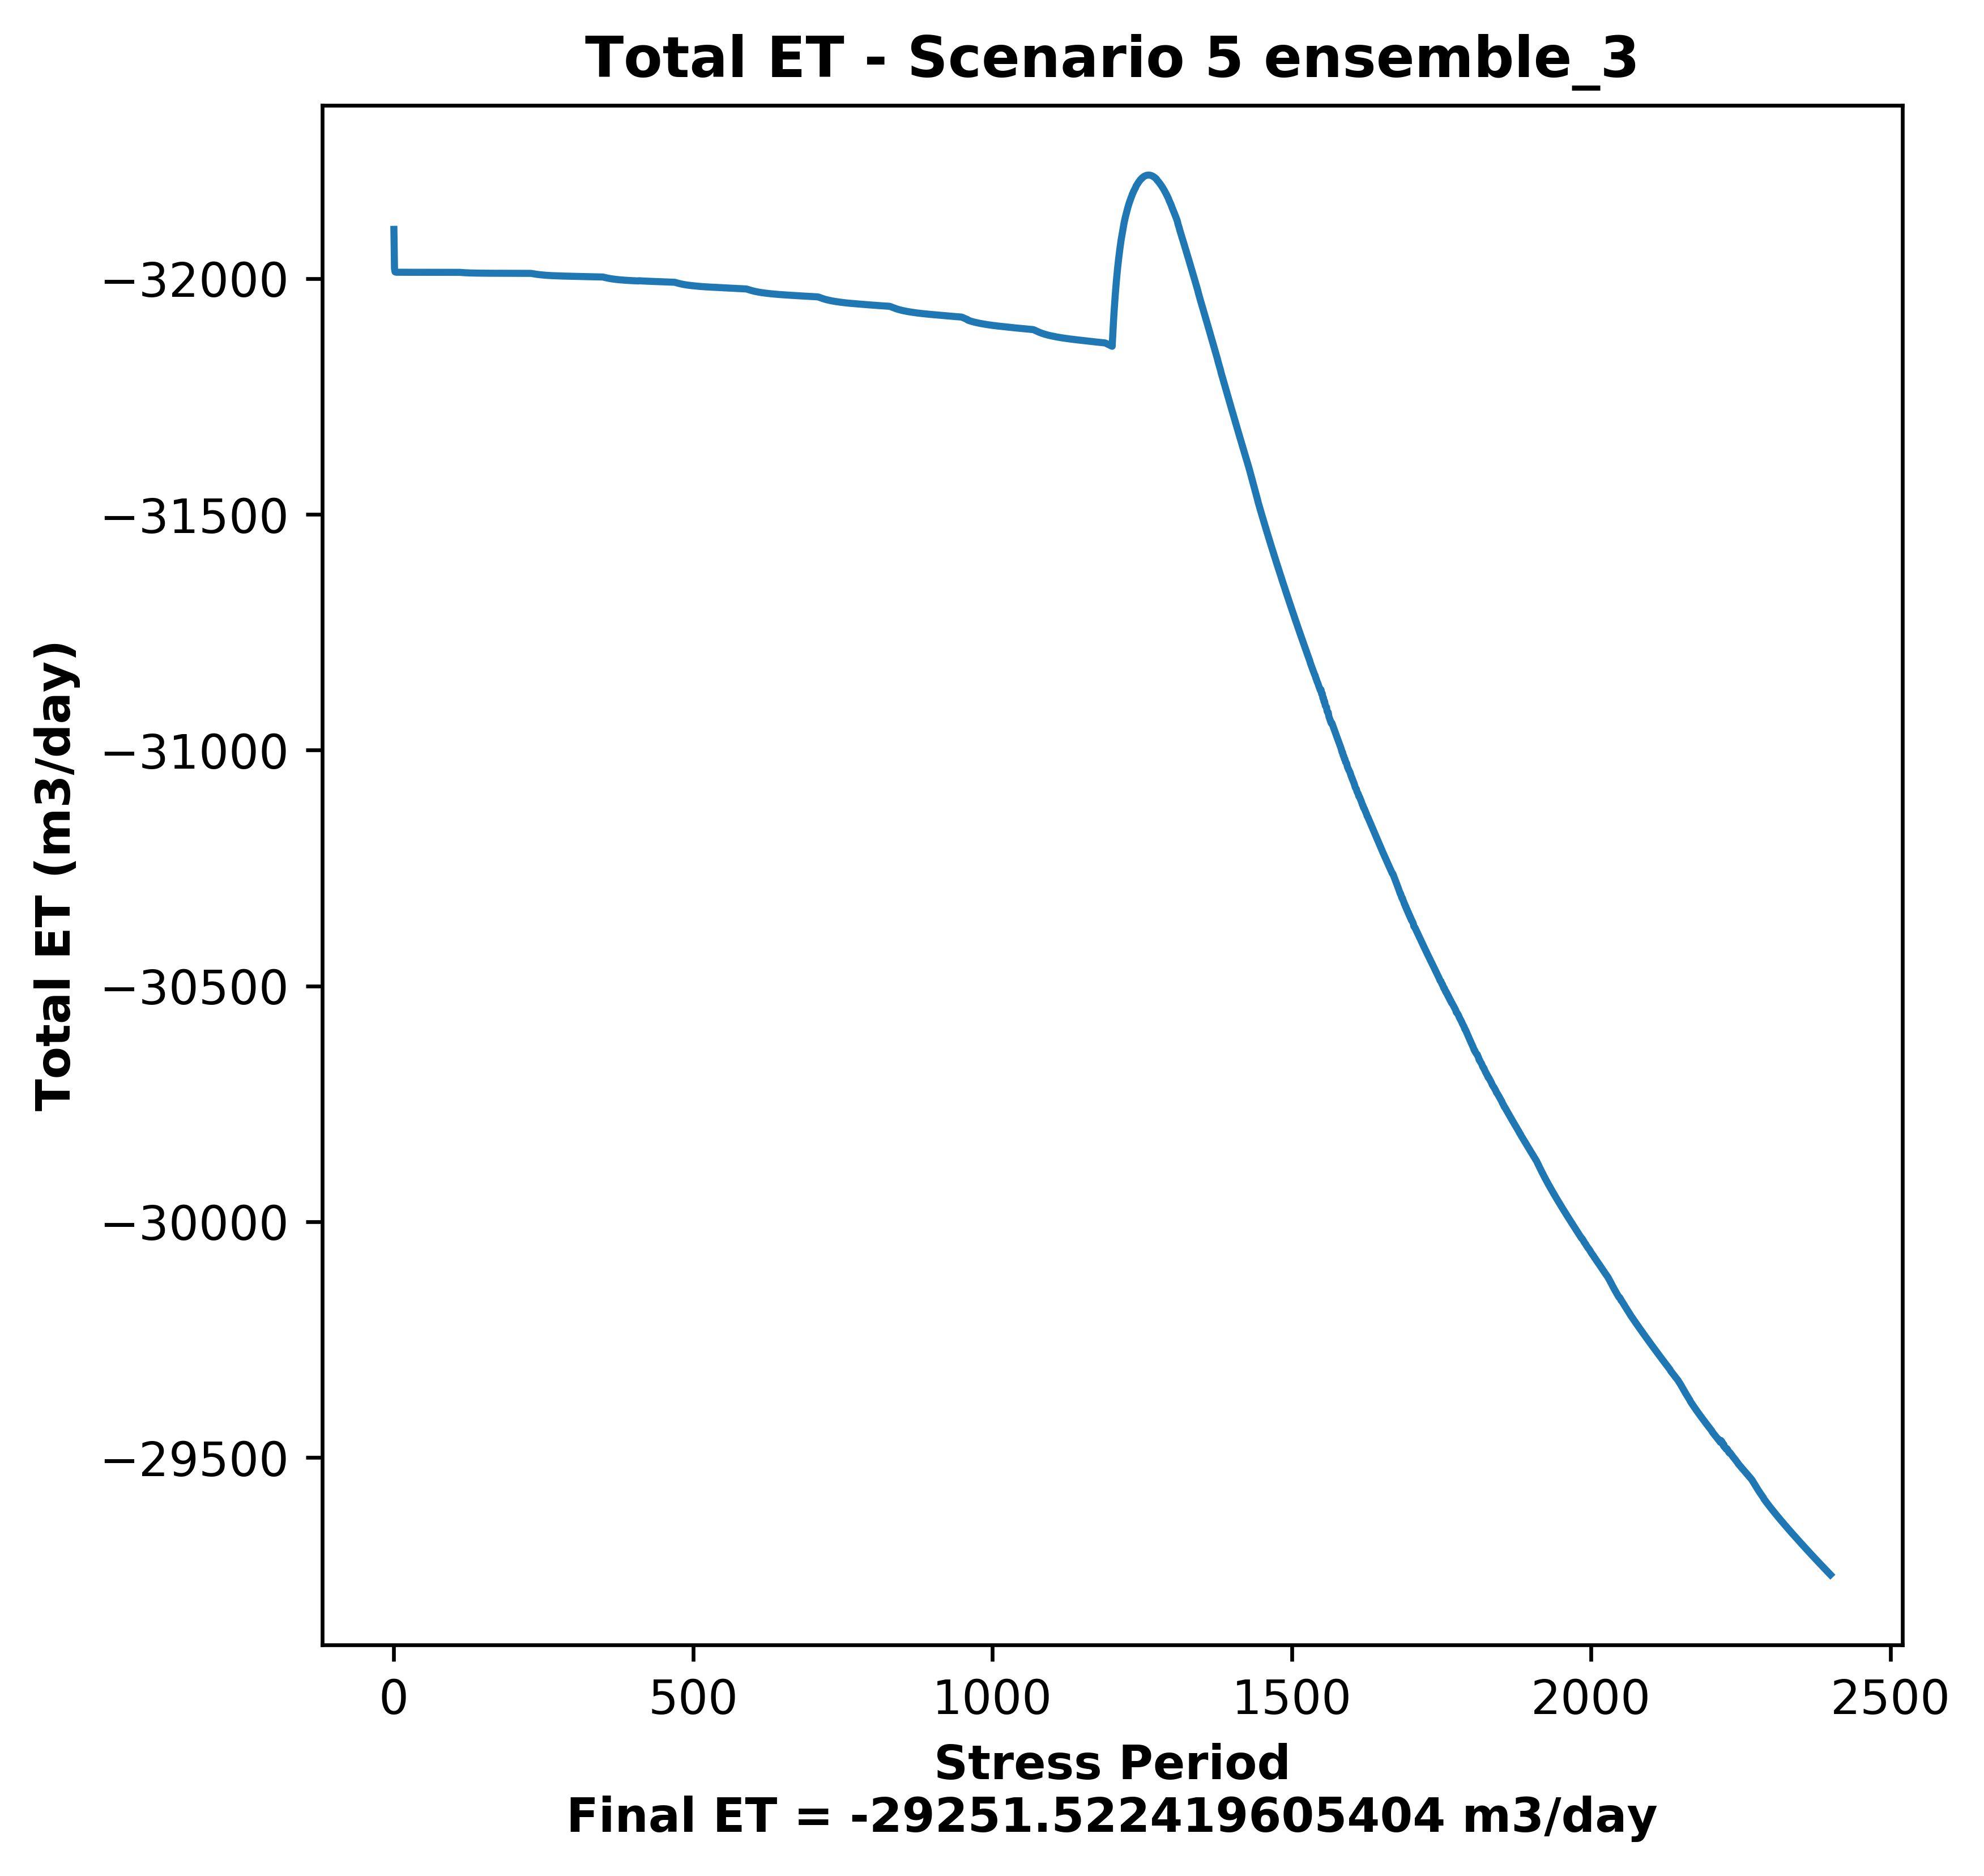 Total ET - Scenario 5 ensemble_3
Total ET (m3/day)
−32000
−31500
−31000
−30500
−30000
−29500
0 500 1000 1500 2000 2500
Stress Period
Final ET = -29251.522419605404 m3/day